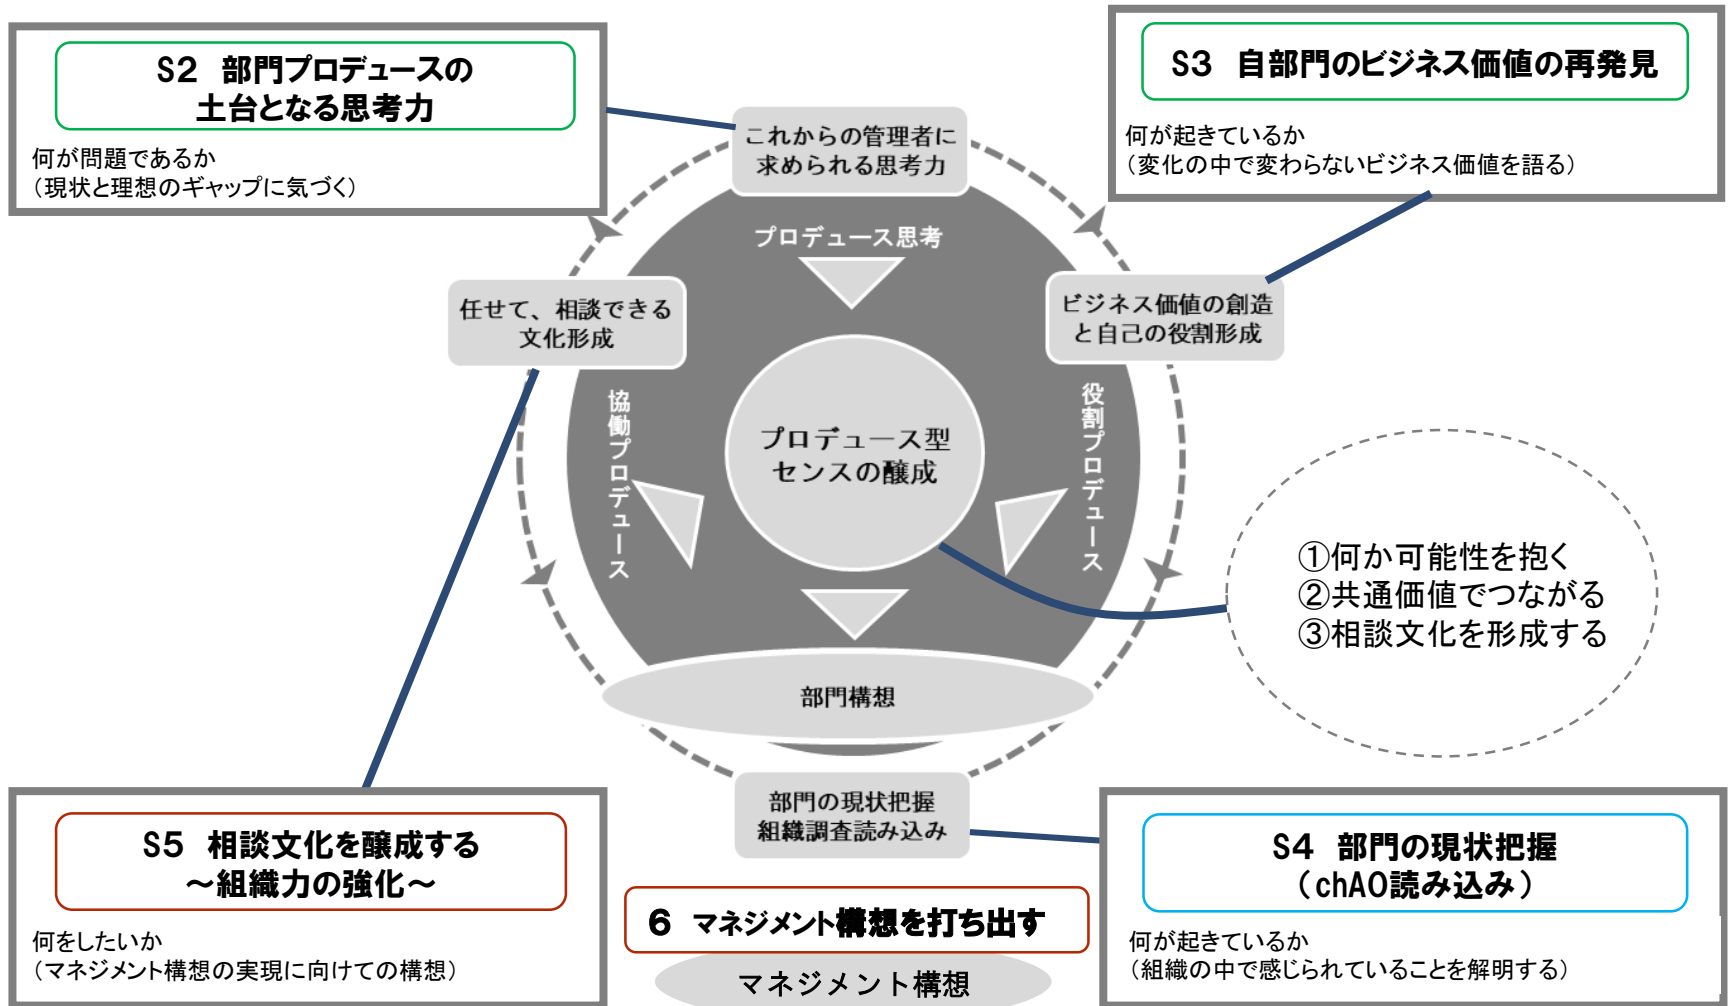 S2　部門プロデュースの
土台となる思考力
何が問題であるか
（現状と理想のギャップに気づく）
S3　自部門のビジネス価値の再発見
何が起きているか
（変化の中で変わらないビジネス価値を語る）
これからの管理者に
求められる思考力
プロデュース思考
任せて、相談できる
文化形成
ビジネス価値の創造
と自己の役割形成
協働プロデュース
役割プロデュース
プロデュース型
センスの醸成
①何か可能性を抱く
②共通価値でつながる
③相談文化を形成する
部門構想
部門の現状把握
組織調査読み込み
S5　相談文化を醸成する
～組織力の強化～
何をしたいか
（マネジメント構想の実現に向けての構想）
6　マネジメント構想を打ち出す
マネジメント構想
S4　部門の現状把握
（chAO読み込み）
何が起きているか
（組織の中で感じられていることを解明する）